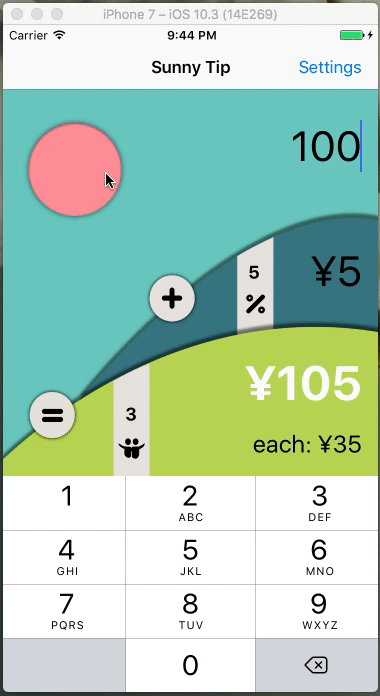 iPhone 7 – iOS 10.3 (14E269)
Carrier 9:44 PM
Sunny Tip Settings
100
5 % ¥5
+
¥105
=
3
each: ¥35
1 2 3
ABC DEF
4 5 6
GHI JKL MNO
7 8 9
PQRS TUV WXYZ
0